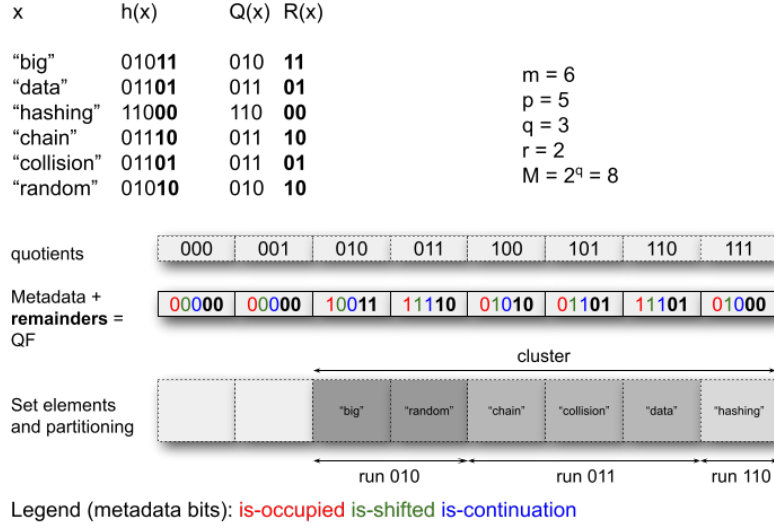 x h(x) Q(x) R(x)
“big” 01011 010 11
“data” 01101 011 01
“hashing” 11000 110 00
“chain” 01110 011 10
“collision” 01101 011 01
“random” 01010 010 10
m = 6
p = 5
q = 3
r = 2
M = 2^q = 8
quotients 000 001 010 011 100 101 110 111
Metadata +
remainders =
QF
00000 00000 10011 11110 01010 01101 11101 01000
cluster
Set elements
and partitioning
“big” “random” “chain” “collision” “data” “hashing”
run 010 run 011 run 110
Legend (metadata bits): is-occupied is-shifted is-continuation